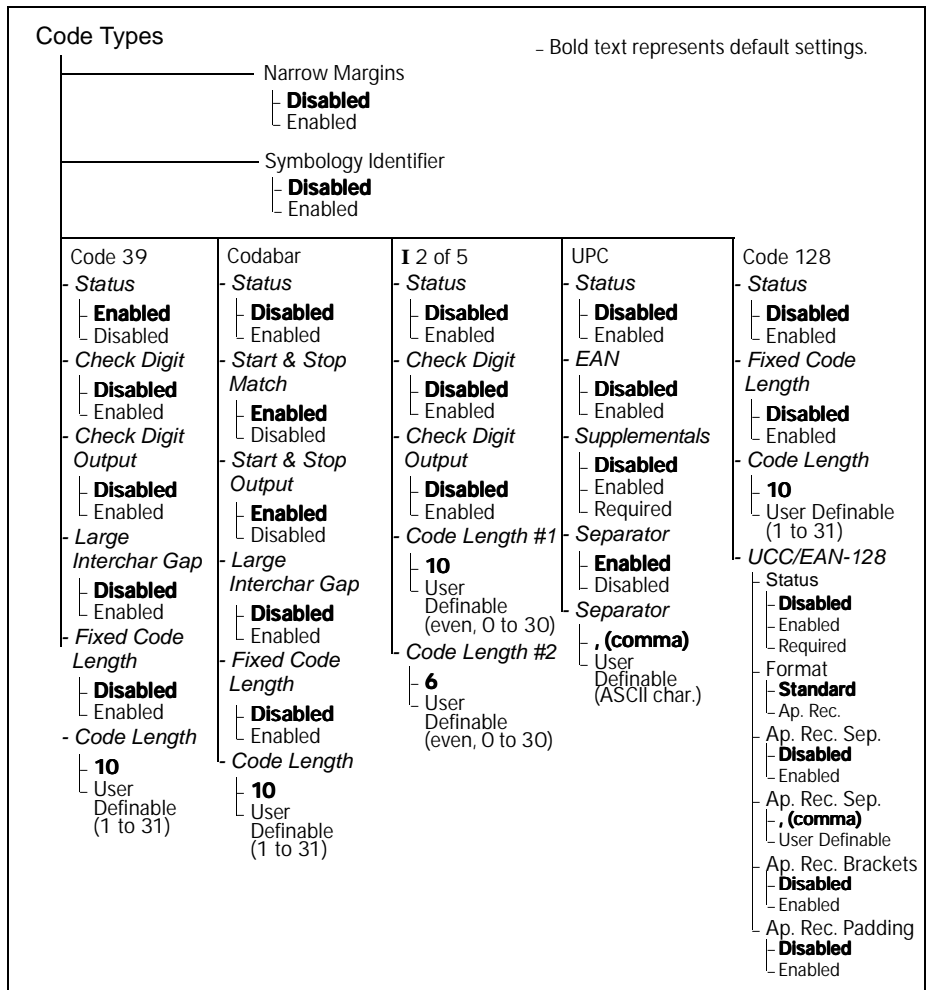 Code Types
– Bold text represents default settings.
Narrow Margins
– Disabled
– Enabled
Symbology Identifier
– Disabled
– Enabled
Code 39
- Status
– Enabled
– Disabled
- Check Digit
– Disabled
– Enabled
- Check Digit
Output
– Disabled
– Enabled
- Large
Interchar Gap
– Disabled
– Enabled
- Fixed Code
Length
– Disabled
– Enabled
- Code Length
– 10
– User
Definable
(1 to 31)
Codabar
- Status
– Disabled
– Enabled
- Start & Stop
Match
– Enabled
– Disabled
- Start & Stop
Output
– Enabled
– Disabled
- Large
Interchar Gap
– Disabled
– Enabled
- Fixed Code
Length
– Disabled
– Enabled
- Code Length
– 10
– User
Definable
(1 to 31)
I 2 of 5
- Status
– Disabled
– Enabled
- Check Digit
– Disabled
– Enabled
- Check Digit
Output
– Disabled
– Enabled
- Code Length #1
– 10
– User
Definable
(even, 0 to 30)
- Code Length #2
– 6
– User
Definable
(even, 0 to 30)
UPC
- Status
– Disabled
– Enabled
- EAN
– Disabled
– Enabled
- Supplementals
– Disabled
– Enabled
– Required
- Separator
– Enabled
– Disabled
- Separator
– , (comma)
– User
Definable
(ASCII char.)
Code 128
- Status
– Disabled
– Enabled
- Fixed Code
Length
– Disabled
– Enabled
- Code Length
– 10
– User Definable
(1 to 31)
- UCC/EAN-128
– Status
– Disabled
– Enabled
– Required
– Format
– Standard
– Ap. Rec.
– Ap. Rec. Sep.
– Disabled
– Enabled
– Ap. Rec. Sep.
– , (comma)
– User Definable
– Ap. Rec. Brackets
– Disabled
– Enabled
– Ap. Rec. Padding
– Disabled
– Enabled